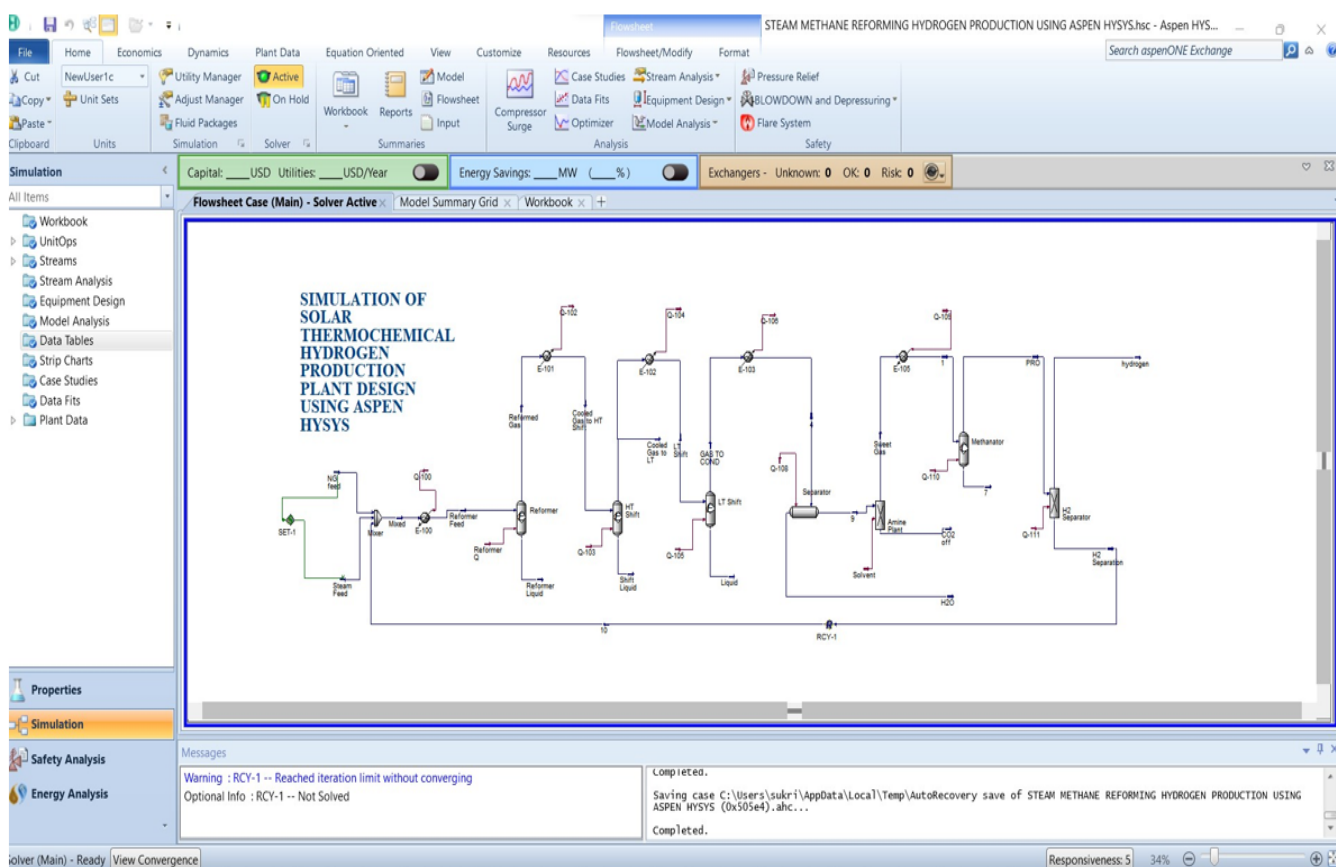 Flowsheet
STEAM METHANE REFORMING HYDROGEN PRODUCTION USING ASPEN HYSYS.hsc - Aspen HYS...
File Home Economics Dynamics Plant Data Equation Oriented View Customize Resources Flowsheet/Modify Format
Search aspenONE Exchange
Cut NewUser1c Utility Manager Active Model Case Studies Stream Analysis Pressure Relief
Copy Unit Sets Adjust Manager On Hold Workbook Reports Flowsheet Compressor Surge Data Fits Equipment Design BLOWDOWN and Depressuring
Paste Fluid Packages Input Optimizer Model Analysis Flare System
Clipboard Units Simulation Solver Summaries Analysis Safety
Simulation
Capital: ____USD Utilities: ____USD/Year
Energy Savings: ____MW (____%)
Exchangers - Unknown: 0 OK: 0 Risk: 0
All Items
Flowsheet Case (Main) - Solver Active Model Summary Grid Workbook +
Workbook
UnitOps
Streams
Stream Analysis
Equipment Design
Model Analysis
Data Tables
Strip Charts
Case Studies
Data Fits
Plant Data
SIMULATION OF
SOLAR
THERMOCHEMICAL
HYDROGEN
PRODUCTION
PLANT DESIGN
USING ASPEN
HYSYS
Q-102
E-101
Q-104
E-102
Q-106
E-103
E-105
1
PRO
hydrogen
Reformed
Gas
Cooled
Gas to HT
Shift
Cooled
Gas to
LT
LT
Shift
GAS TO
COND
4
Sweet
Gas
Methanator
Q-110
7
NG
feed
Q-100
SET-1
Mixer
Mixed
E-100
Reformer
Feed
Reformer
Reformer
Q
Reformer
Liquid
HT
Shift
Q-103
Shift
Liquid
LT Shift
Q-105
Liquid
Q-108
Separator
9
Amine
Plant
CO2
off
Solvent
H2O
H2
Separator
Q-111
H2
Separation
Steam
Feed
10
RCY-1
Properties
Simulation
Safety Analysis
Energy Analysis
Messages
Warning : RCY-1 -- Reached iteration limit without converging
Optional Info : RCY-1 -- Not Solved
Completed.
Saving case C:\Users\sukri\AppData\Local\Temp\AutoRecovery save of STEAM METHANE REFORMING HYDROGEN PRODUCTION USING
ASPEN HYSYS (0x505e4).ahc...
Completed.
Solver (Main) - Ready View Convergence
Responsiveness: 5 34%